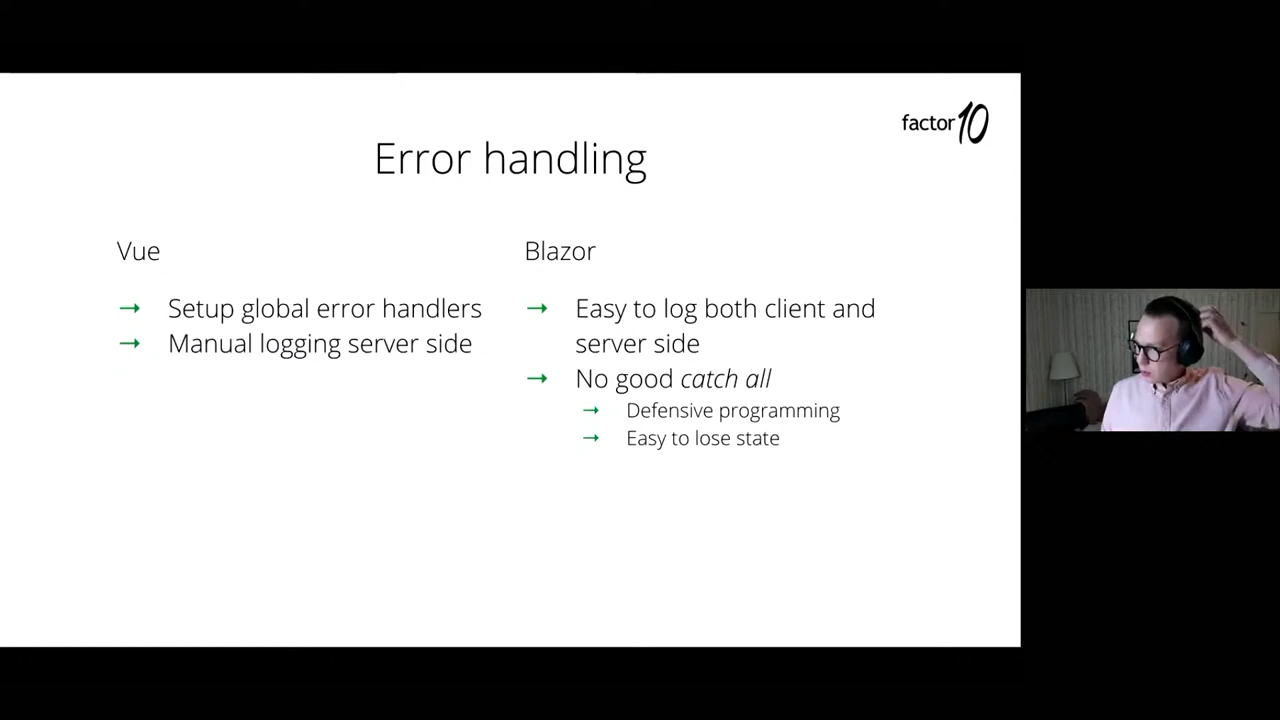 factor10
Error handling
Vue
→ Setup global error handlers
→ Manual logging server side
Blazor
→ Easy to log both client and
server side
→ No good catch all
→ Defensive programming
→ Easy to lose state